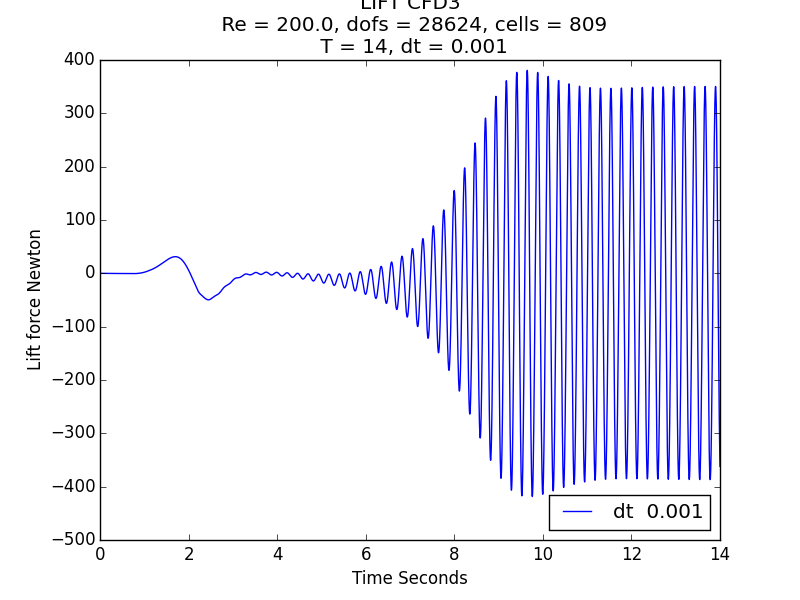 LIFT CFD3
Re = 200.0, dofs = 28624, cells = 809
T = 14, dt = 0.001
400
300
200
100
0
−100
−200
−300
−400
−500
Lift force Newton
dt 0.001
0 2 4 6 8 10 12 14
Time Seconds